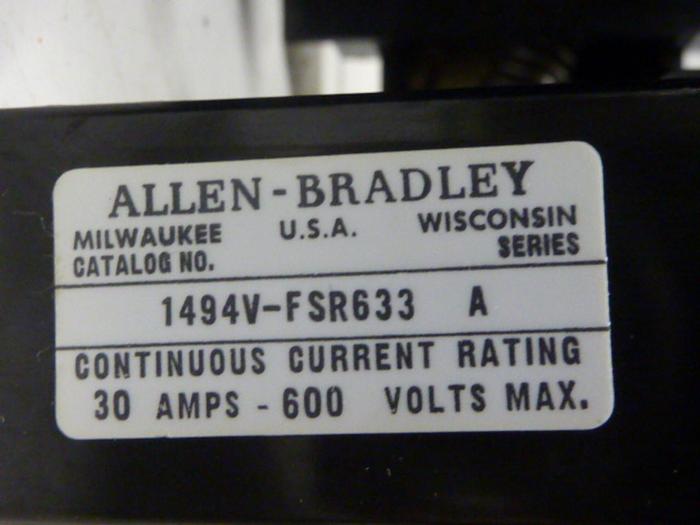 ALLEN-BRADLEY
MILWAUKEE U.S.A. WISCONSIN
CATALOG NO. SERIES
1494V-FSR633 A
CONTINUOUS CURRENT RATING
30 AMPS - 600 VOLTS MAX.